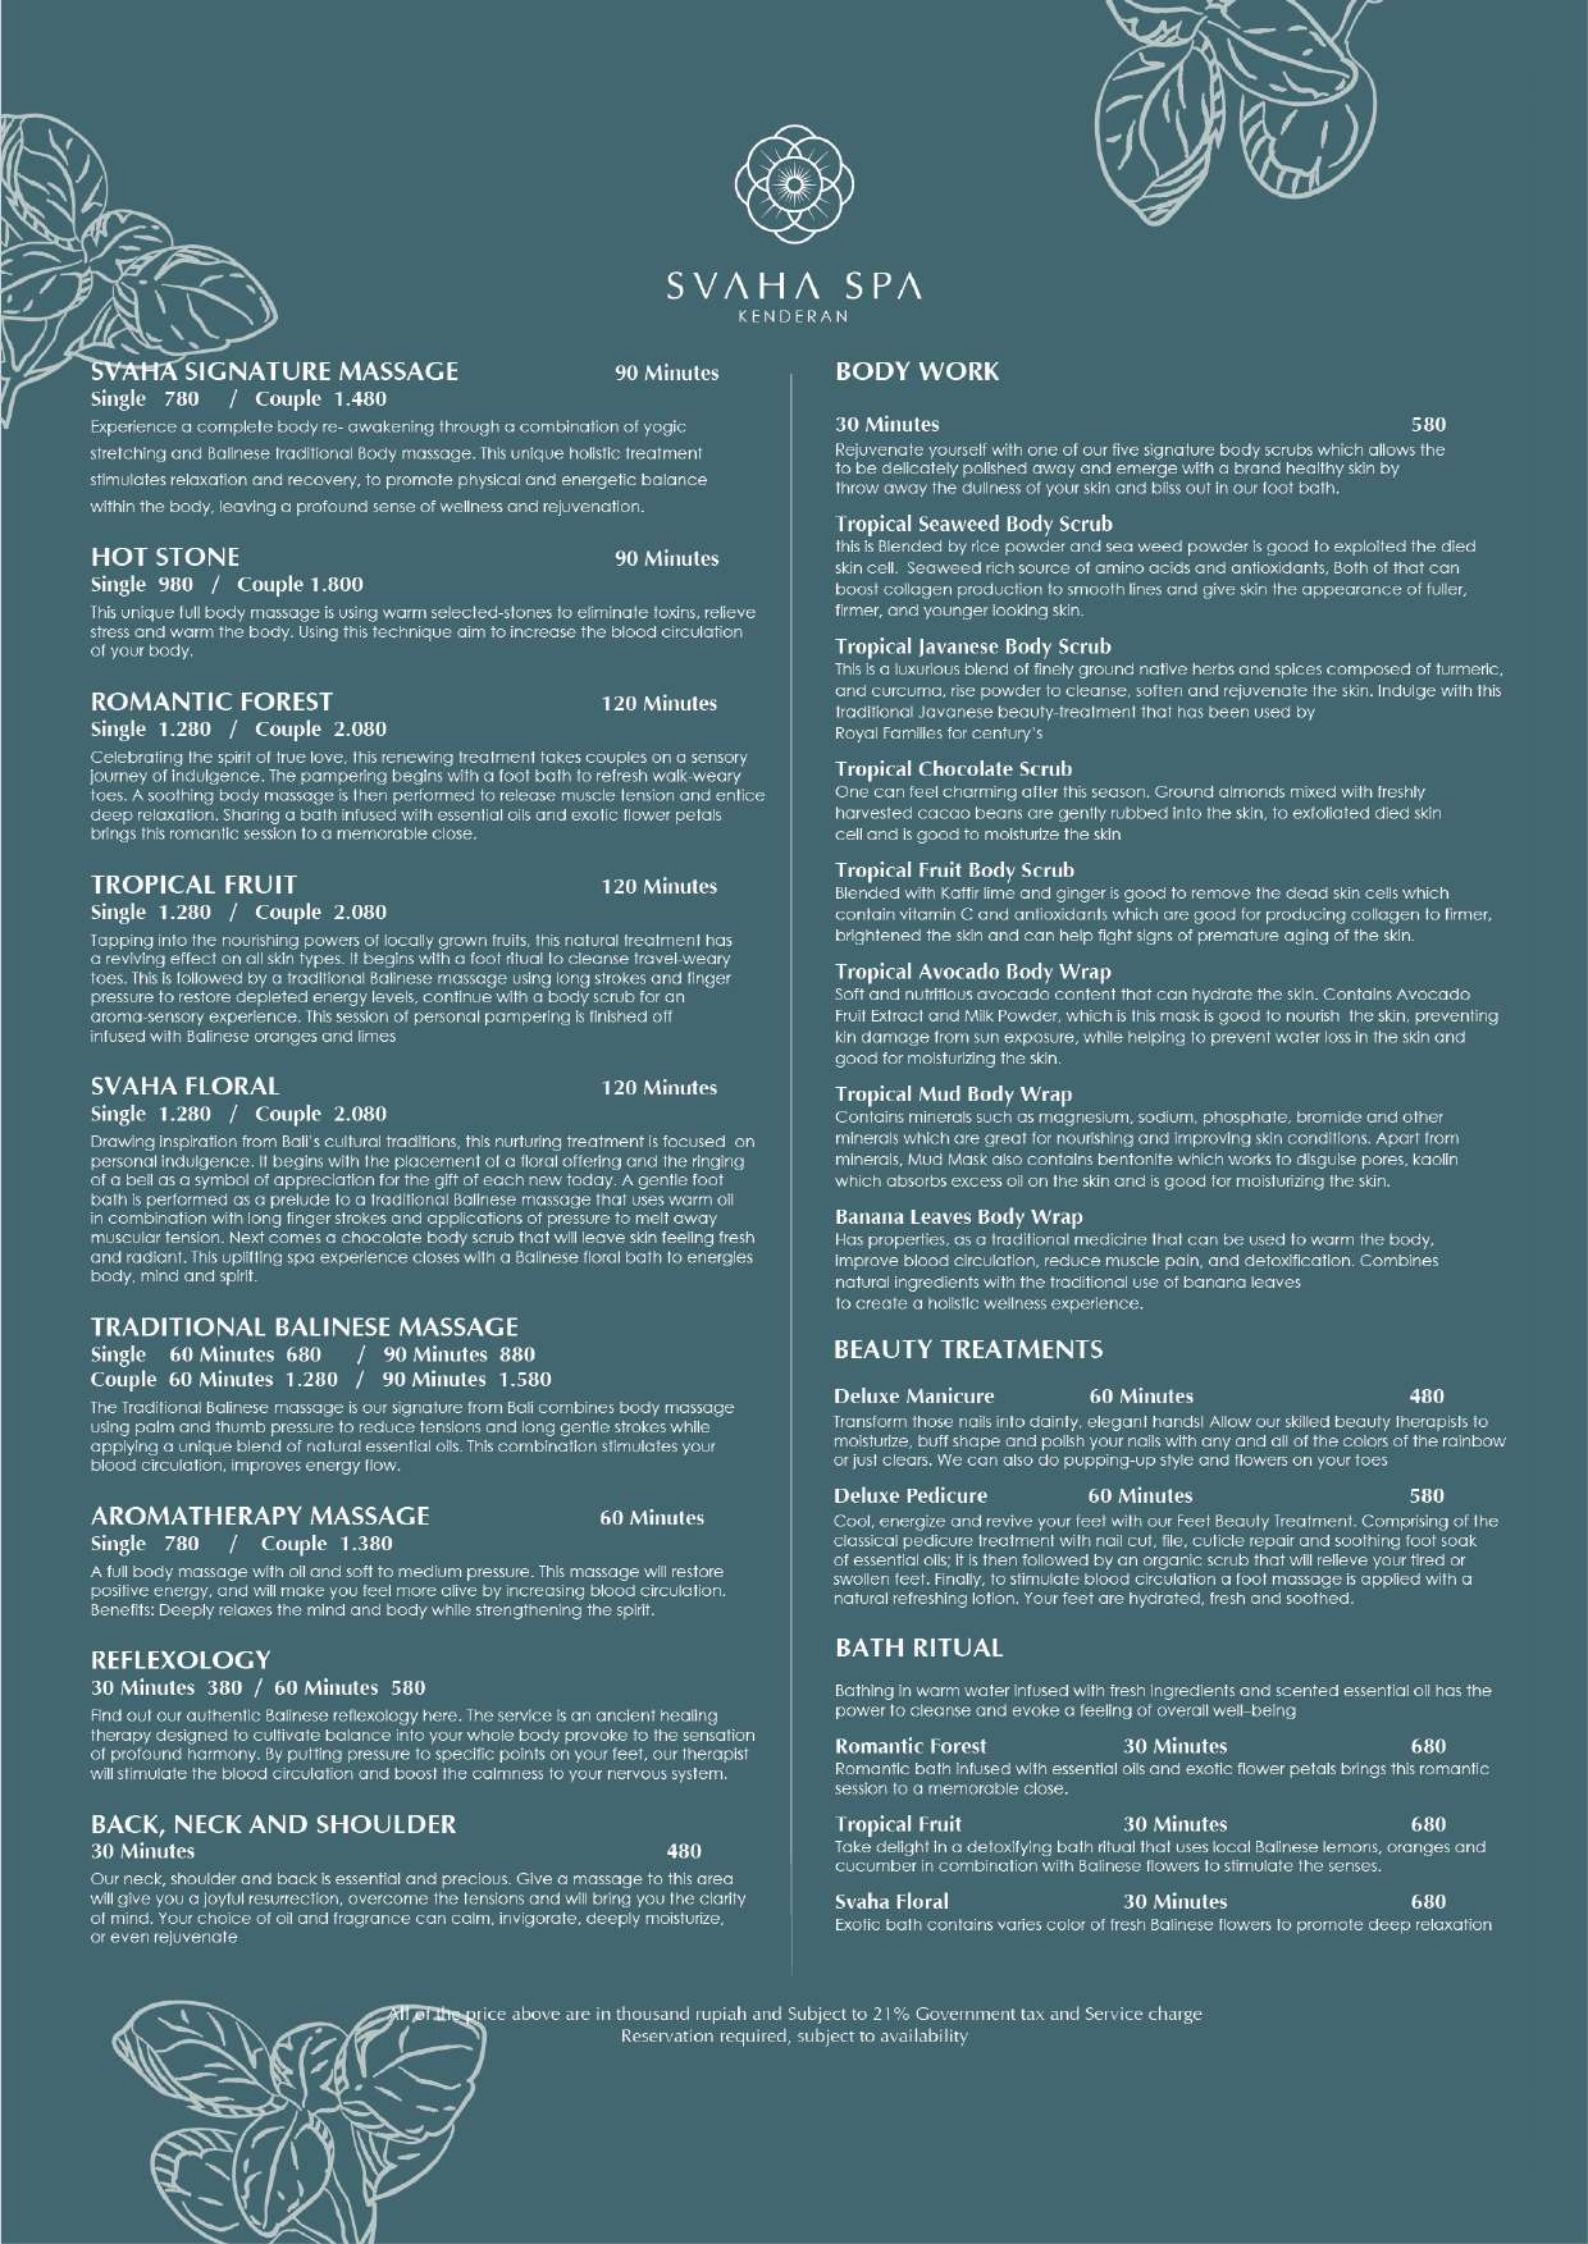 SVAHA SPA
KENDERAN
SVAHA SIGNATURE MASSAGE 90 Minutes
Single 780 / Couple 1.480
Experience a complete body re- awakening through a combination of yogic
stretching and Balinese traditional Body massage. This unique holistic treatment
stimulates relaxation and recovery, to promote physical and energetic balance
within the body, leaving a profound sense of wellness and rejuvenation.
HOT STONE 90 Minutes
Single 980 / Couple 1.800
This unique full body massage is using warm selected-stones to eliminate toxins, relieve
stress and warm the body. Using this technique aim to increase the blood circulation
of your body.
ROMANTIC FOREST 120 Minutes
Single 1.280 / Couple 2.080
Celebrating the spirit of true love, this renewing treatment takes couples on a sensory
journey of indulgence. The pampering begins with a foot bath to refresh walk-weary
toes. A soothing body massage is then performed to release muscle tension and entice
deep relaxation. Sharing a bath infused with essential oils and exotic flower petals
brings this romantic session to a memorable close.
TROPICAL FRUIT 120 Minutes
Single 1.280 / Couple 2.080
Tapping into the nourishing powers of locally grown fruits, this natural treatment has
a reviving effect on all skin types. It begins with a foot ritual to cleanse travel-weary
toes. This is followed by a traditional Balinese massage using long strokes and finger
pressure to restore depleted energy levels, continue with a body scrub for an
aroma-sensory experience. This session of personal pampering is finished off
infused with Balinese oranges and limes
SVAHA FLORAL 120 Minutes
Single 1.280 / Couple 2.080
Drawing inspiration from Bali's cultural traditions, this nurturing treatment is focused on
personal indulgence. It begins with the placement of a floral offering and the ringing
of a bell as a symbol of appreciation for the gift of each new today. A gentle foot
bath is performed as a prelude to a traditional Balinese massage that uses warm oil
in combination with long finger strokes and applications of pressure to melt away
muscular tension. Next comes a chocolate body scrub that will leave skin feeling fresh
and radiant. This uplifting spa experience closes with a Balinese floral bath to energies
body, mind and spirit.
TRADITIONAL BALINESE MASSAGE
Single 60 Minutes 680 / 90 Minutes 880
Couple 60 Minutes 1.280 / 90 Minutes 1.580
The Traditional Balinese massage is our signature from Bali combines body massage
using palm and thumb pressure to reduce tensions and long gentle strokes while
applying a unique blend of natural essential oils. This combination stimulates your
blood circulation, improves energy flow.
AROMATHERAPY MASSAGE 60 Minutes
Single 780 / Couple 1.380
A full body massage with oil and soft to medium pressure. This massage will restore
positive energy, and will make you feel more alive by increasing blood circulation.
Benefits: Deeply relaxes the mind and body while strengthening the spirit.
REFLEXOLOGY
30 Minutes 380 / 60 Minutes 580
Find out our authentic Balinese reflexology here. The service is an ancient healing
therapy designed to cultivate balance into your whole body provoke to the sensation
of profound harmony. By putting pressure to specific points on your feet, our therapist
will stimulate the blood circulation and boost the calmness to your nervous system.
BACK, NECK AND SHOULDER
30 Minutes 480
Our neck, shoulder and back is essential and precious. Give a massage to this area
will give you a joyful resurrection, overcome the tensions and will bring you the clarity
of mind. Your choice of oil and fragrance can calm, invigorate, deeply moisturize,
or even rejuvenate
BODY WORK
30 Minutes 580
Rejuvenate yourself with one of our five signature body scrubs which allows the
to be delicately polished away and emerge with a brand healthy skin by
throw away the dullness of your skin and bliss out in our foot bath.
Tropical Seaweed Body Scrub
this is Blended by rice powder and sea weed powder is good to exploited the died
skin cell. Seaweed rich source of amino acids and antioxidants, Both of that can
boost collagen production to smooth lines and give skin the appearance of fuller,
firmer, and younger looking skin.
Tropical Javanese Body Scrub
This is a luxurious blend of finely ground native herbs and spices composed of turmeric,
and curcuma, rise powder to cleanse, soften and rejuvenate the skin. Indulge with this
traditional Javanese beauty-treatment that has been used by
Royal Families for century's
Tropical Chocolate Scrub
One can feel charming after this season. Ground almonds mixed with freshly
harvested cacao beans are gently rubbed into the skin, to exfoliated died skin
cell and is good to moisturize the skin
Tropical Fruit Body Scrub
Blended with Kaffir lime and ginger is good to remove the dead skin cells which
contain vitamin C and antioxidants which are good for producing collagen to firmer,
brightened the skin and can help fight signs of premature aging of the skin.
Tropical Avocado Body Wrap
Soft and nutritious avocado content that can hydrate the skin. Contains Avocado
Fruit Extract and Milk Powder, which is this mask is good to nourish the skin, preventing
kin damage from sun exposure, while helping to prevent water loss in the skin and
good for moisturizing the skin.
Tropical Mud Body Wrap
Contains minerals such as magnesium, sodium, phosphate, bromide and other
minerals which are great for nourishing and improving skin conditions. Apart from
minerals, Mud Mask also contains bentonite which works to disguise pores, kaolin
which absorbs excess oil on the skin and is good for moisturizing the skin.
Banana Leaves Body Wrap
Has properties, as a traditional medicine that can be used to warm the body,
improve blood circulation, reduce muscle pain, and detoxification. Combines
natural ingredients with the traditional use of banana leaves
to create a holistic wellness experience.
BEAUTY TREATMENTS
Deluxe Manicure 60 Minutes 480
Transform those nails into dainty, elegant hands! Allow our skilled beauty therapists to
moisturize, buff shape and polish your nails with any and all of the colors of the rainbow
or just clears. We can also do pupping-up style and flowers on your toes
Deluxe Pedicure 60 Minutes 580
Cool, energize and revive your feet with our Feet Beauty Treatment. Comprising of the
classical pedicure treatment with nail cut, file, cuticle repair and soothing foot soak
of essential oils; it is then followed by an organic scrub that will relieve your tired or
swollen feet. Finally, to stimulate blood circulation a foot massage is applied with a
natural refreshing lotion. Your feet are hydrated, fresh and soothed.
BATH RITUAL
Bathing in warm water infused with fresh ingredients and scented essential oil has the
power to cleanse and evoke a feeling of overall well-being
Romantic Forest 30 Minutes 680
Romantic bath infused with essential oils and exotic flower petals brings this romantic
session to a memorable close.
Tropical Fruit 30 Minutes 680
Take delight in a detoxifying bath ritual that uses local Balinese lemons, oranges and
cucumber in combination with Balinese flowers to stimulate the senses.
Svaha Floral 30 Minutes 680
Exotic bath contains varies color of fresh Balinese flowers to promote deep relaxation
All of the price above are in thousand rupiah and Subject to 21% Government tax and Service charge
Reservation required, subject to availability